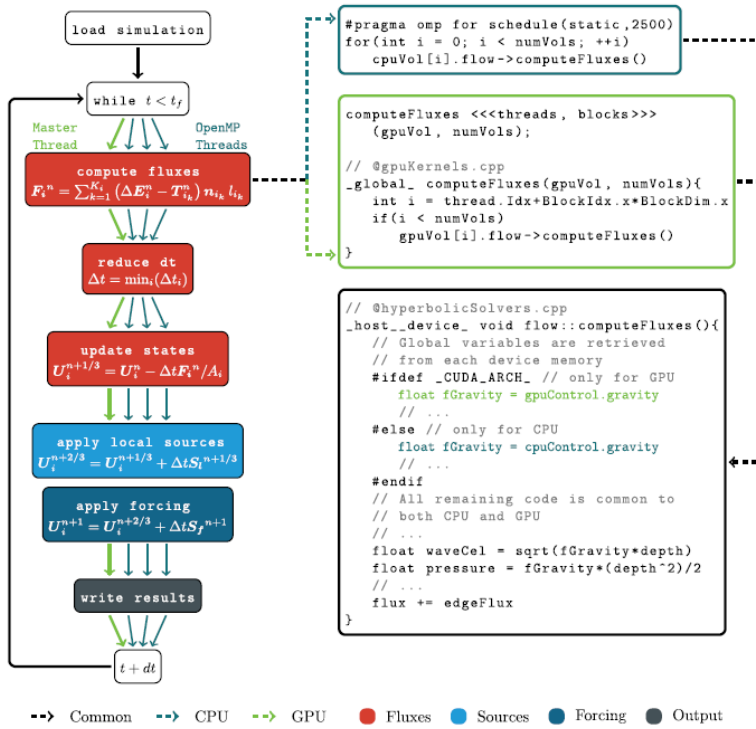 load simulation
while t < t_f
Master
Thread
OpenMP
Threads
compute fluxes
F_i^n = ∑_{k=1}^{K_i} (ΔE_i^n − T_{i_k}^n) n_{i_k} l_{i_k}
reduce dt
Δt = min_i(Δt_i)
update states
U_i^{n+1/3} = U_i^n − ΔtF_i^n/A_i
apply local sources
U_i^{n+2/3} = U_i^{n+1/3} + ΔtS_l^{n+1/3}
apply forcing
U_i^{n+1} = U_i^{n+2/3} + ΔtS_f^{n+1}
write results
t + dt
#pragma omp for schedule(static,2500)
for(int i = 0; i < numVols; ++i)
cpuVol[i].flow->computeFluxes()
computeFluxes <<<threads, blocks>>>
(gpuVol, numVols);
// @gpuKernels.cpp
_global_ computeFluxes(gpuVol, numVols){
int i = thread.Idx+BlockIdx.x*BlockDim.x
if(i < numVols)
gpuVol[i].flow->computeFluxes()
}
// @hyperbolicSolvers.cpp
_host__device_ void flow::computeFluxes(){
// Global variables are retrieved
// from each device memory
#ifdef _CUDA_ARCH_ // only for GPU
float fGravity = gpuControl.gravity
// ...
#else // only for CPU
float fGravity = cpuControl.gravity
// ...
#endif
// All remaining code is common to
// both CPU and GPU
// ...
float waveCel = sqrt(fGravity*depth)
float pressure = fGravity*(depth^2)/2
// ...
flux += edgeFlux
}
Common CPU GPU Fluxes Sources Forcing Output